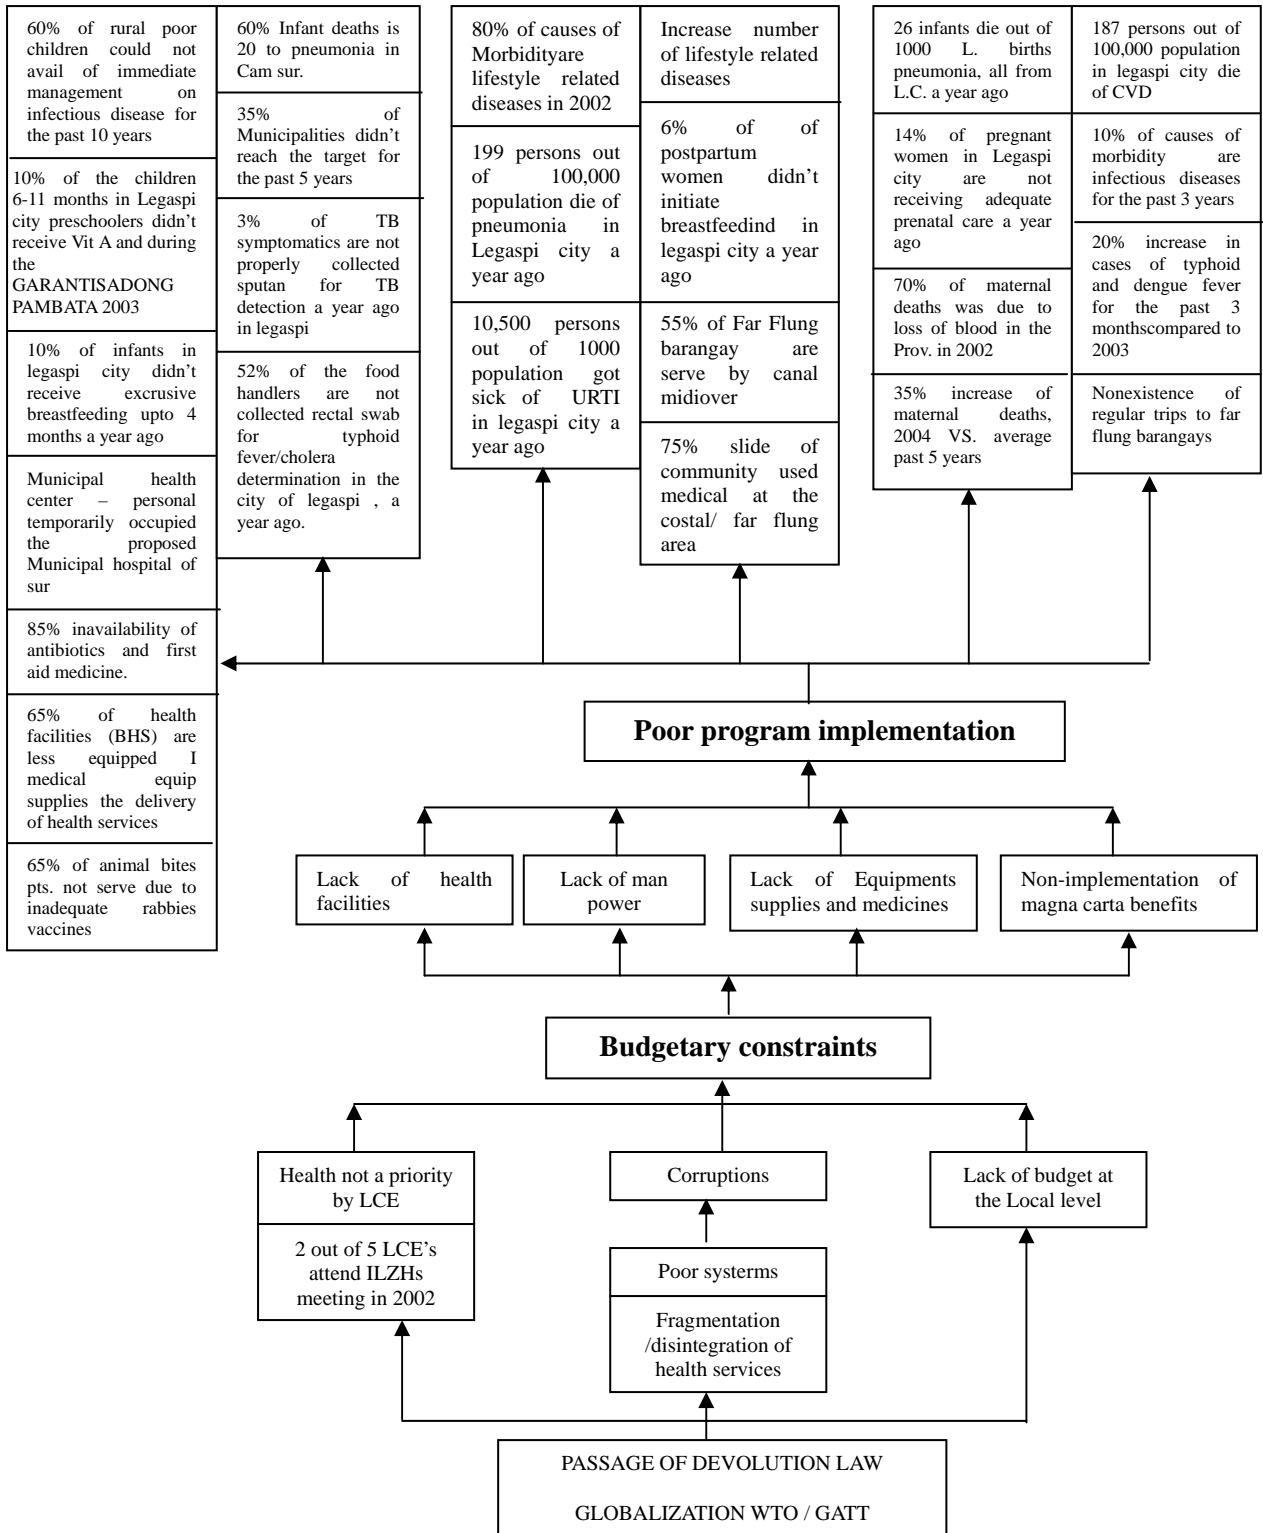 60% of rural poor
children could not
avail of immediate
management on
infectious disease for
the past 10 years
10% of the children
6-11 months in Legaspi
city preschoolers didn't
receive Vit A and during
the
GARANTISADONG
PAMBATA 2003
10% of infants in
legaspi city didn't
receive excrusive
breastfeeding upto 4
months a year ago
Municipal health
center – personal
temporarily occupied
the proposed
Municipal hospital of
sur
85% inavailability of
antibiotics and first
aid medicine.
65% of health
facilities (BHS) are
less equipped I
medical equip
supplies the delivery
of health services
65% of animal bites
pts. not serve due to
inadequate rabbies
vaccines
60% Infant deaths is
20 to pneumonia in
Cam sur.
35% of
Municipalities didn't
reach the target for
the past 5 years
3% of TB
symptomatics are not
properly collected
sputan for TB
detection a year ago
in legaspi
52% of the food
handlers are not
collected rectal swab
for typhoid
fever/cholera
determination in the
city of legaspi , a
year ago.
80% of causes of
Morbidityare
lifestyle related
diseases in 2002
199 persons out
of 100,000
population die of
pneumonia in
Legaspi city a
year ago
10,500 persons
out of 1000
population got
sick of URTI
in legaspi city a
year ago
Increase number
of lifestyle related
diseases
6% of of
postpartum
women didn't
initiate
breastfeedind in
legaspi city a year
ago
55% of Far Flung
barangay are
serve by canal
midiover
75% slide of
community used
medical at the
costal/ far flung
area
26 infants die out of
1000 L. births
pneumonia, all from
L.C. a year ago
14% of pregnant
women in Legaspi
city are not
receiving adequate
prenatal care a year
ago
70% of maternal
deaths was due to
loss of blood in the
Prov. in 2002
35% increase of
maternal deaths,
2004 VS. average
past 5 years
187 persons out of
100,000 population
in legaspi city die
of CVD
10% of causes of
morbidity are
infectious diseases
for the past 3 years
20% increase in
cases of typhoid
and dengue fever
for the past 3
monthscompared to
2003
Nonexistence of
regular trips to far
flung barangays
Poor program implementation
Lack of health
facilities
Lack of man
power
Lack of Equipments
supplies and medicines
Non-implementation of
magna carta benefits
Budgetary constraints
Health not a priority
by LCE
2 out of 5 LCE's
attend ILZHs
meeting in 2002
Corruptions
Poor systerms
Fragmentation
/disintegration of
health services
Lack of budget at
the Local level
PASSAGE OF DEVOLUTION LAW
GLOBALIZATION WTO / GATT